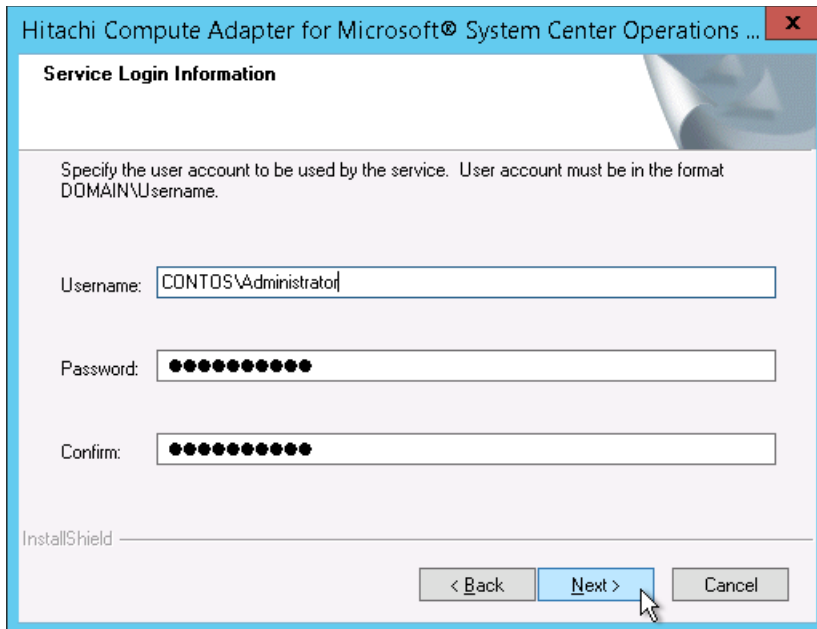 Hitachi Compute Adapter for Microsoft® System Center Operations ...
x
Service Login Information
Specify the user account to be used by the service. User account must be in the format
DOMAIN\Username.
Username: CONTOS\Administrator
Password: ●●●●●●●●●●
Confirm: ●●●●●●●●●●
InstallShield
< Back Next > Cancel